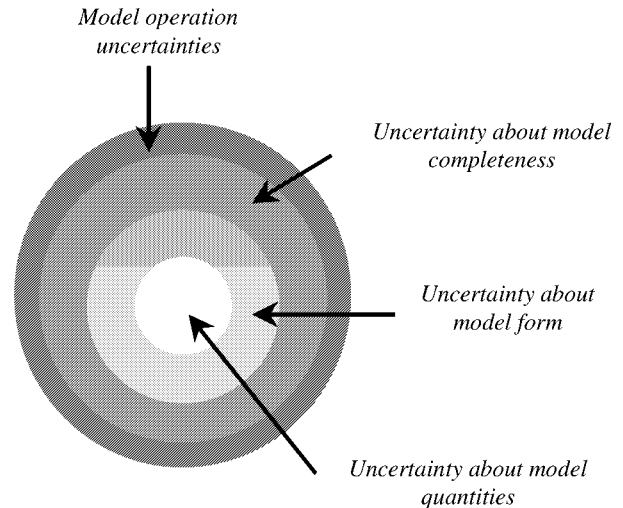 Model operation
uncertainties
Uncertainty about model
completeness
Uncertainty about
model form
Uncertainty about model
quantities